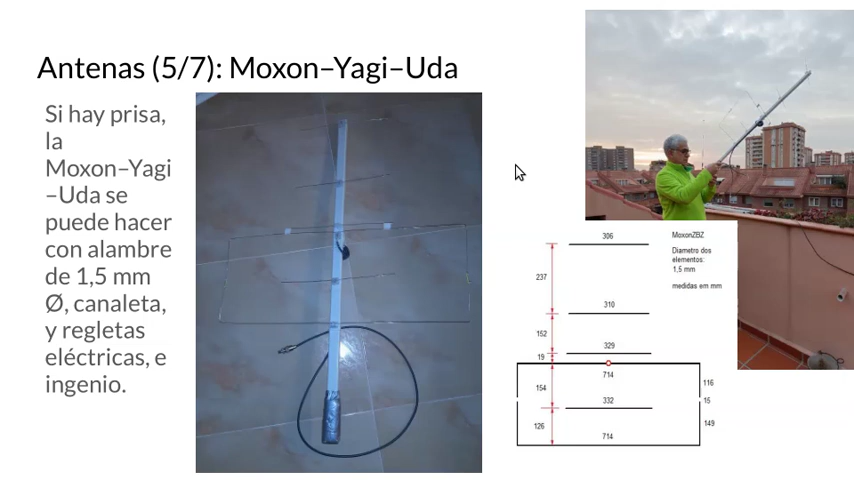 Antenas (5/7): Moxon–Yagi–Uda
Si hay prisa,
la
Moxon–Yagi
–Uda se
puede hacer
con alambre
de 1,5 mm
Ø, canaleta,
y regletas
eléctricas, e
ingenio.
306
MoxonZBZ
Diametro dos
elementos:
1,5 mm
medidas em mm
237
310
152
329
19
714
116
154
332
15
149
126
714